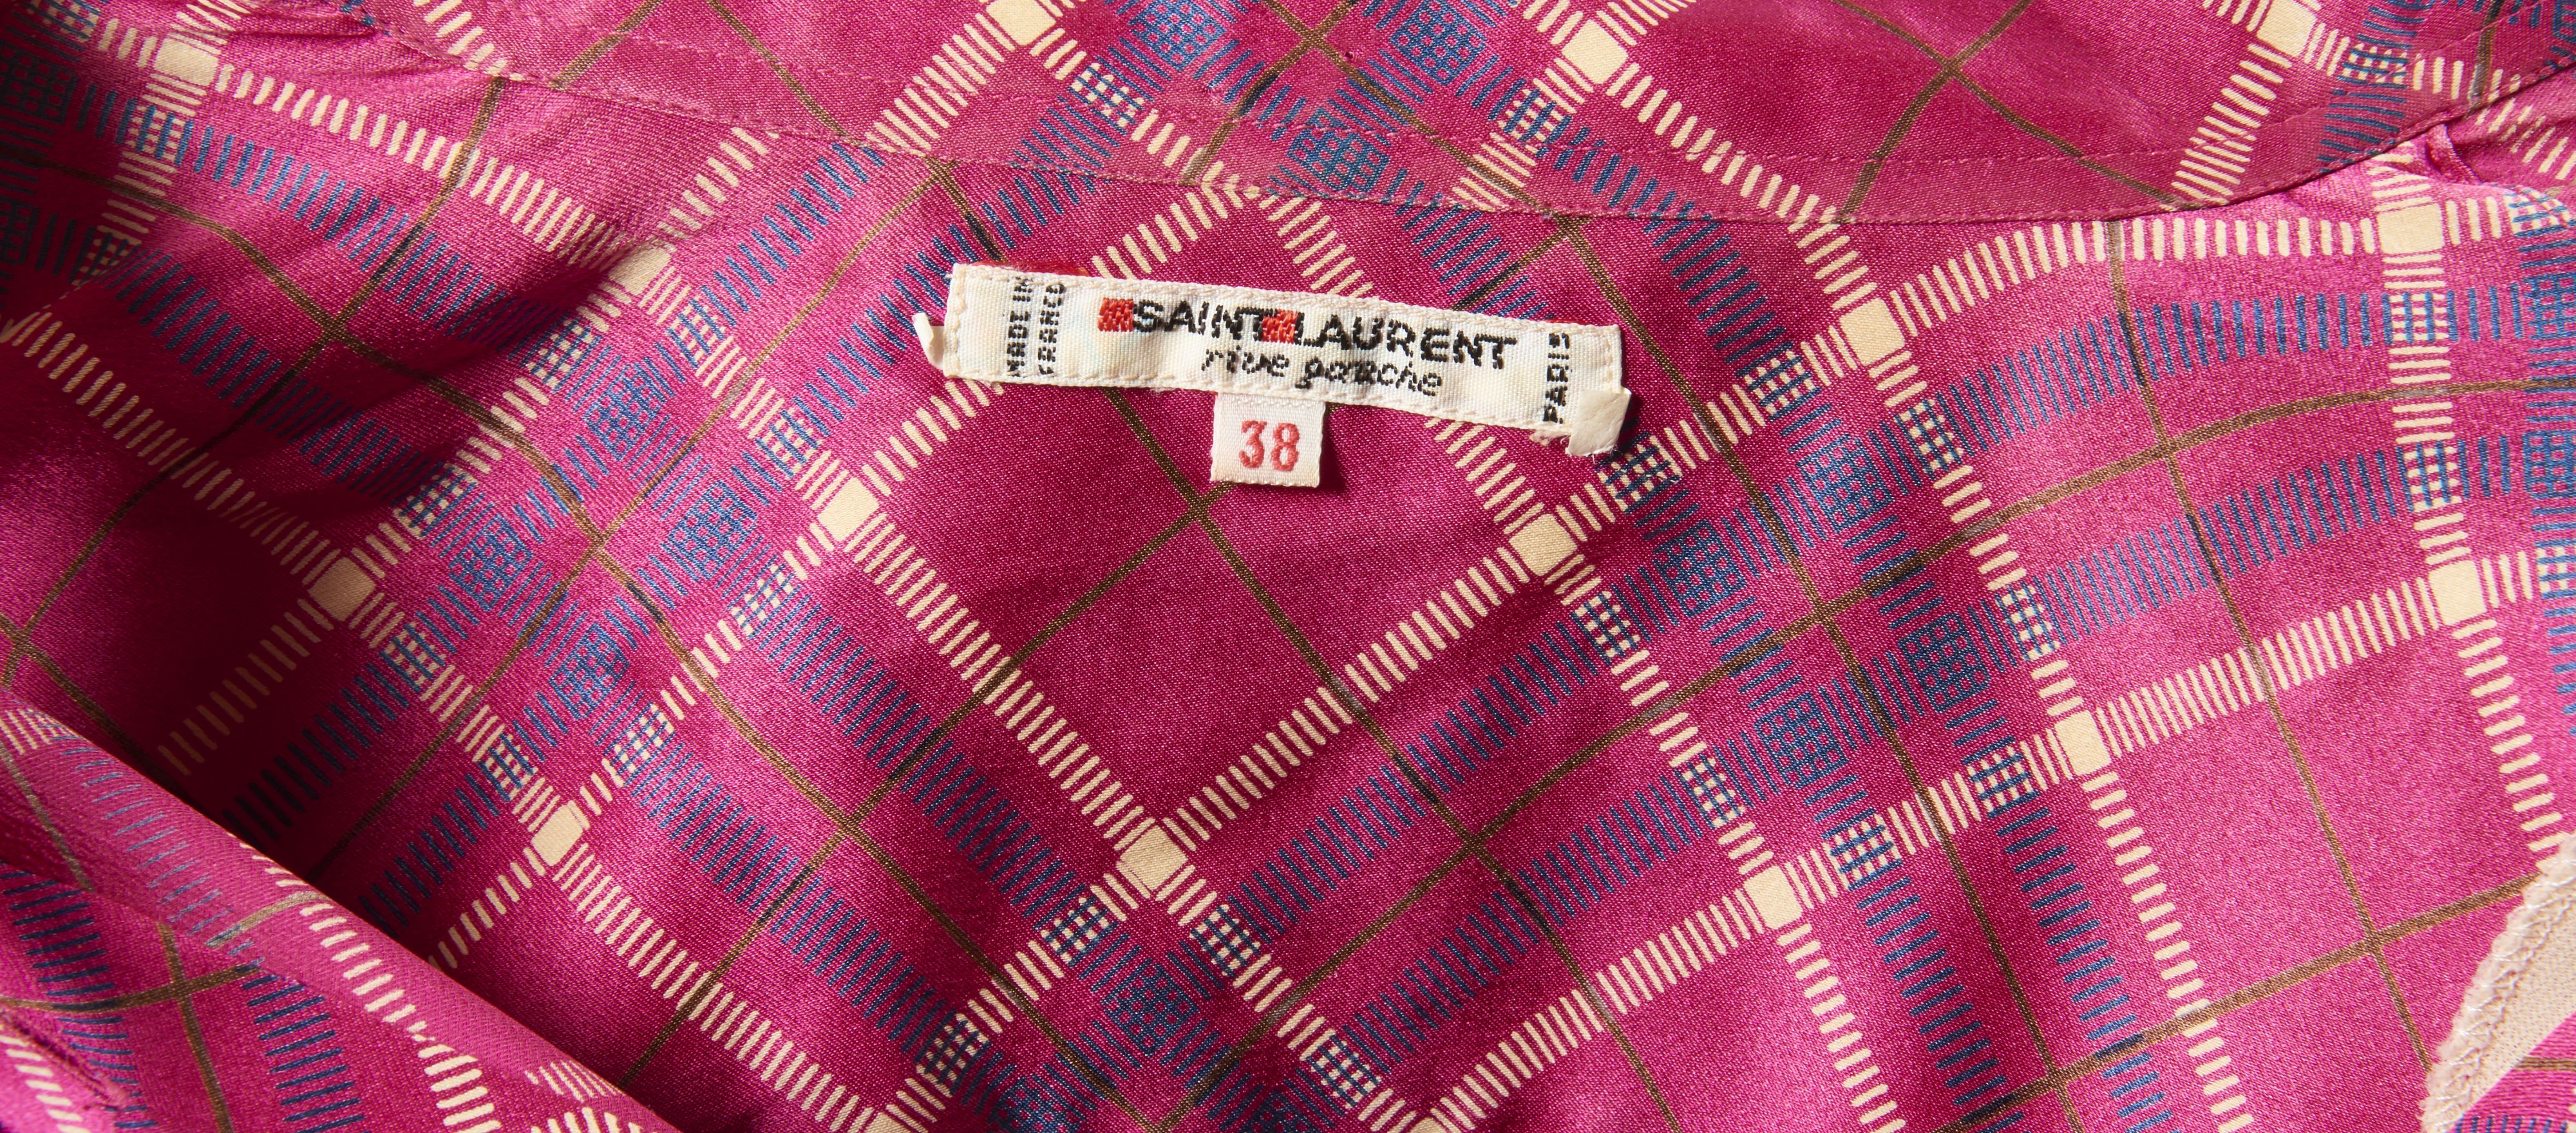 MADE IN
FRANCE
SAINT LAURENT
rive gauche
PARIS
38